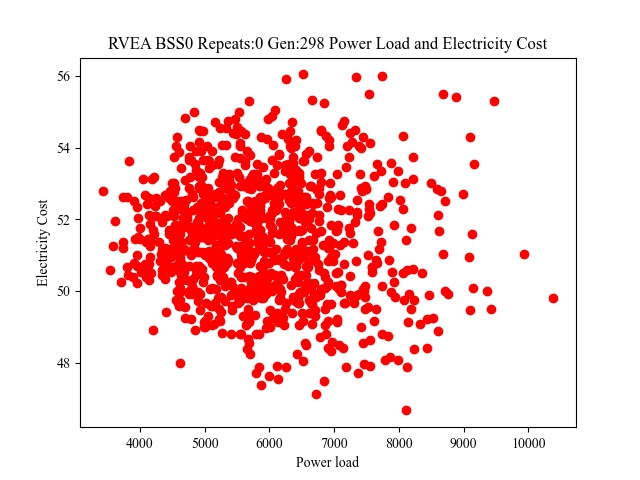 RVEA BSS0 Repeats:0 Gen:298 Power Load and Electricity Cost
56
54
52
50
48
Electricity Cost
4000 5000 6000 7000 8000 9000 10000
Power load